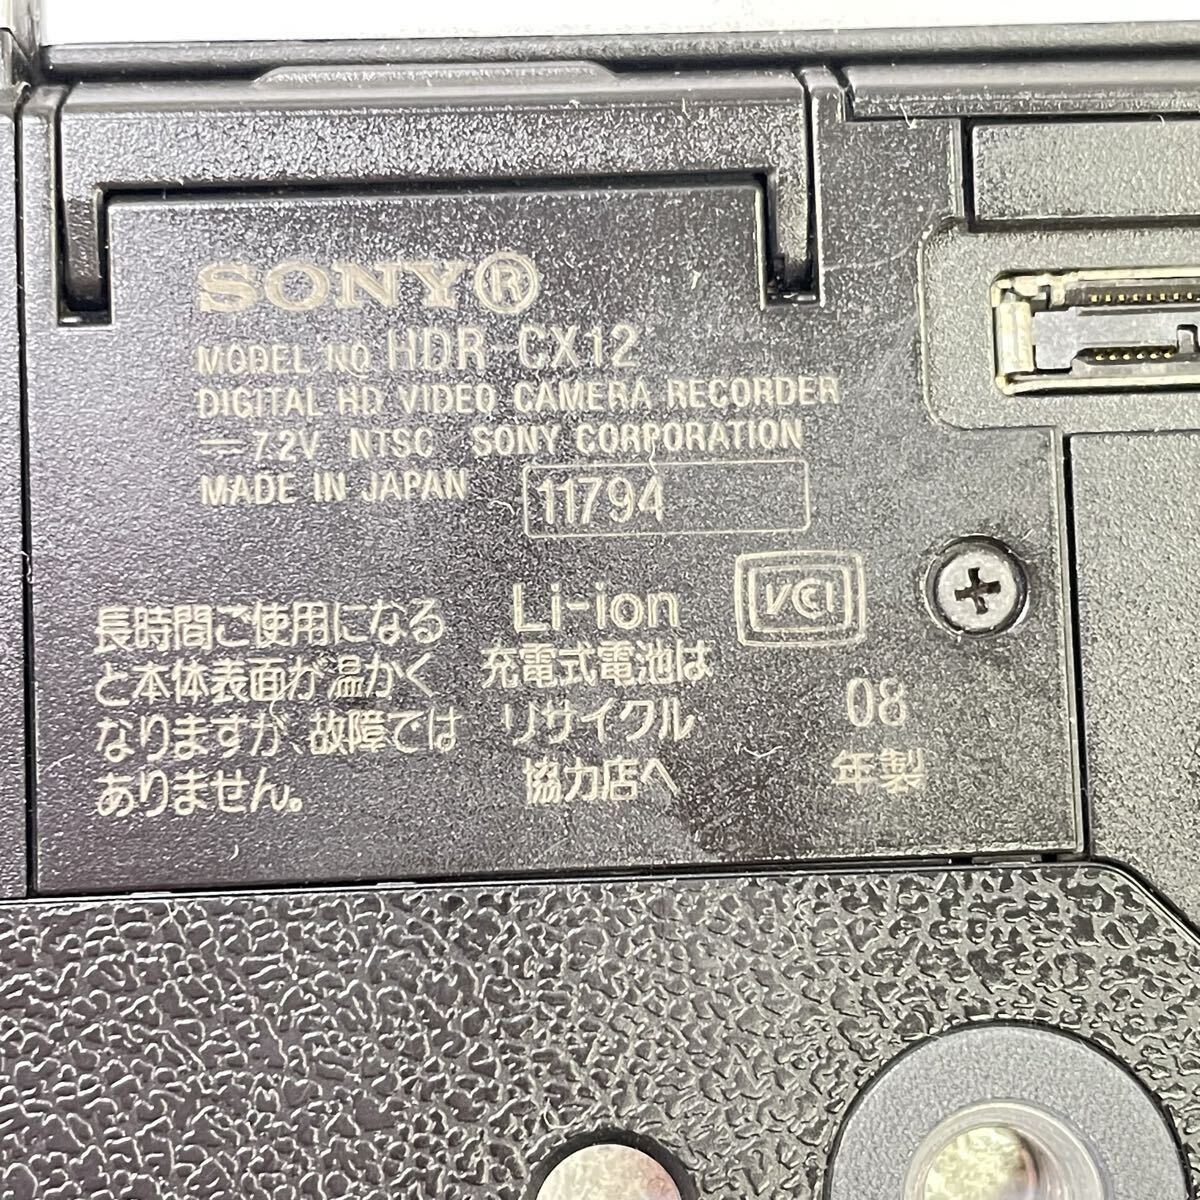 SONY®
MODEL NO. HDR-CX12
DIGITAL HD VIDEO CAMERA RECORDER
⎓ 7.2V NTSC SONY CORPORATION
MADE IN JAPAN 11794
長時間ご使用になる
と本体表面が温かく
なりますが、故障では
ありません。
Li-ion
充電式電池は
リサイクル
協力店へ
VCI
08
年製